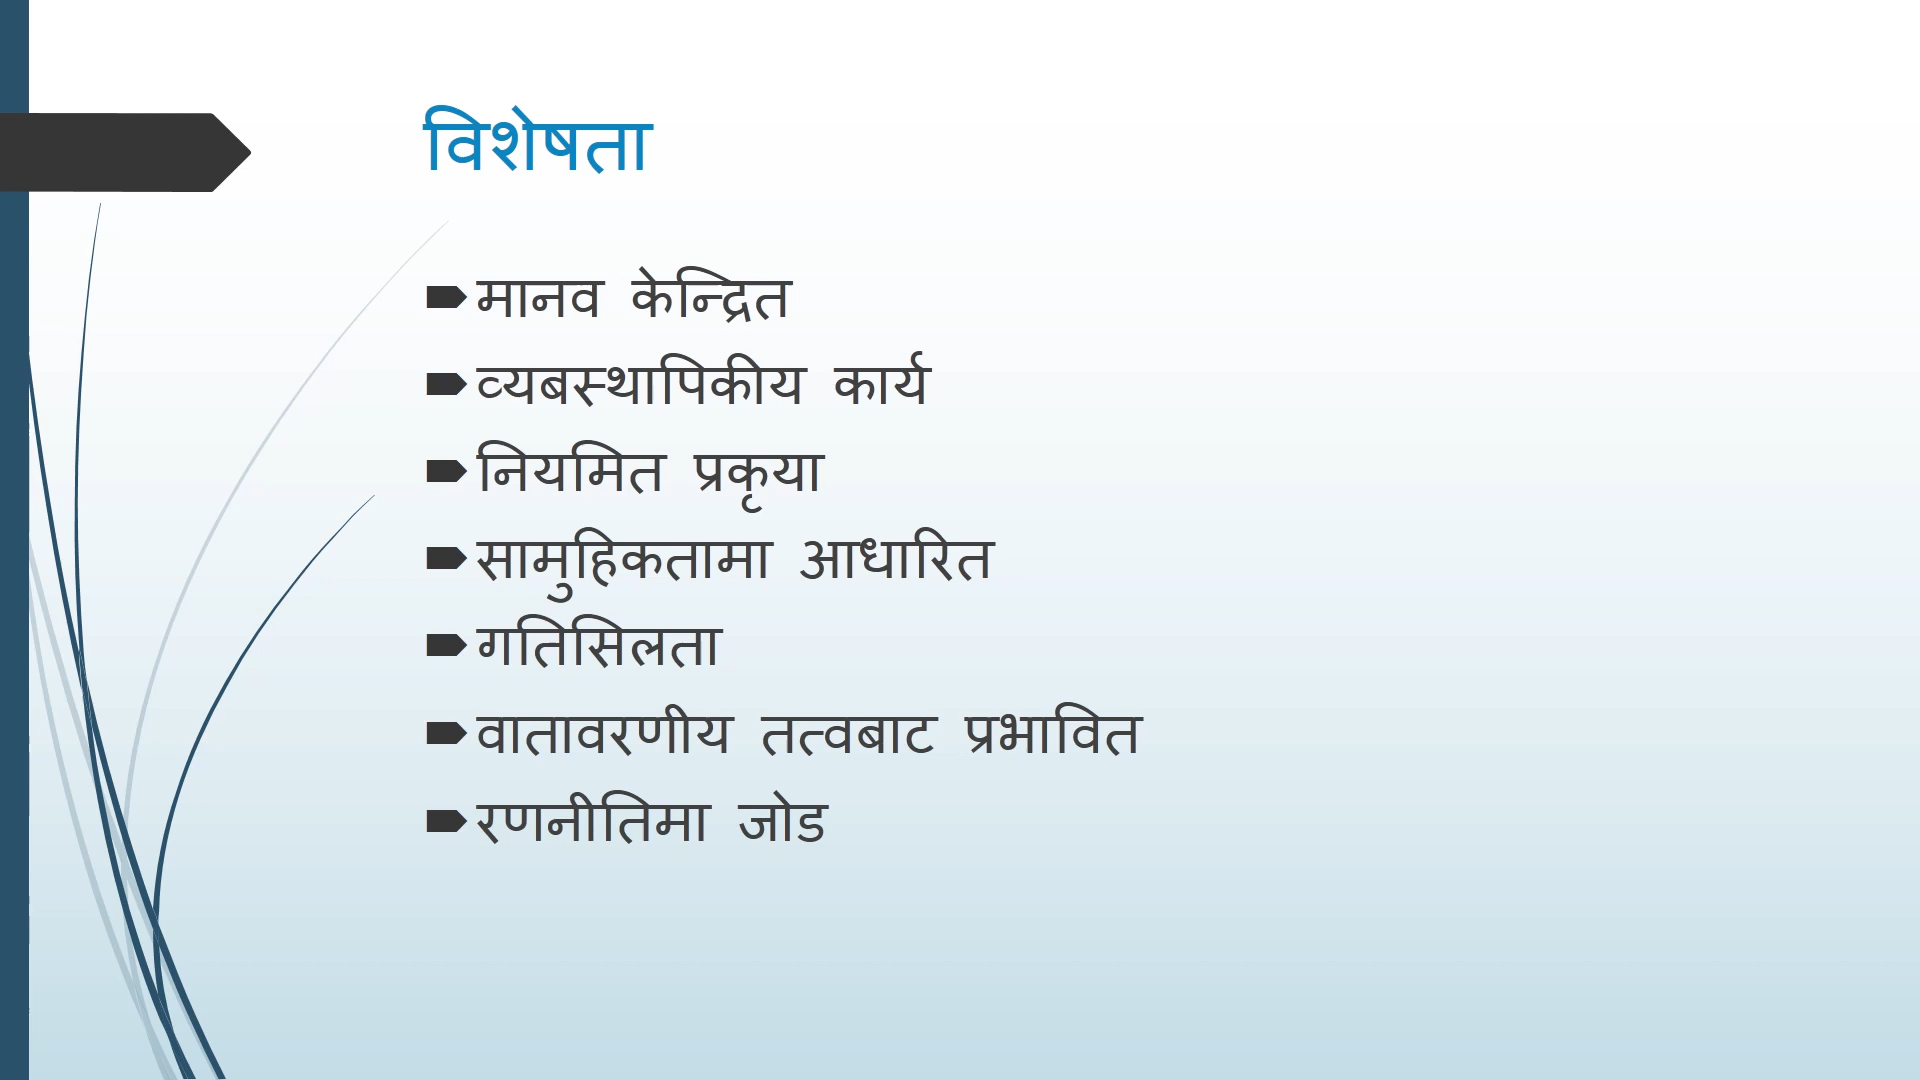 विशेषता
मानव केन्द्रित
व्यबस्थापिकीय कार्य
नियमित प्रकृया
सामुहिकतामा आधारित
गतिसिलता
वातावरणीय तत्वबाट प्रभावित
रणनीतिमा जोड